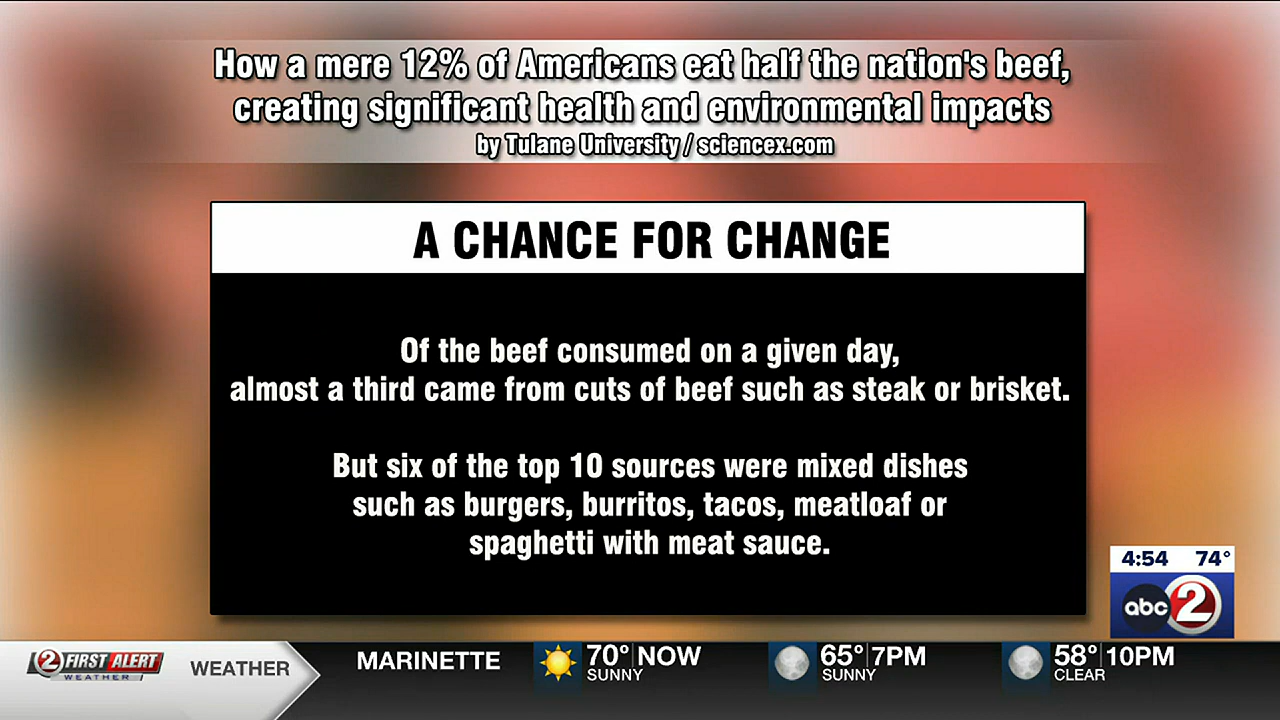 How a mere 12% of Americans eat half the nation's beef,
creating significant health and environmental impacts
by Tulane University / sciencex.com
A CHANCE FOR CHANGE
Of the beef consumed on a given day,
almost a third came from cuts of beef such as steak or brisket.
But six of the top 10 sources were mixed dishes
such as burgers, burritos, tacos, meatloaf or
spaghetti with meat sauce.
4:54 74°
abc 2
2 FIRST ALERT
WEATHER
WEATHER
MARINETTE
70° NOW
SUNNY
65° 7PM
SUNNY
58° 10PM
CLEAR